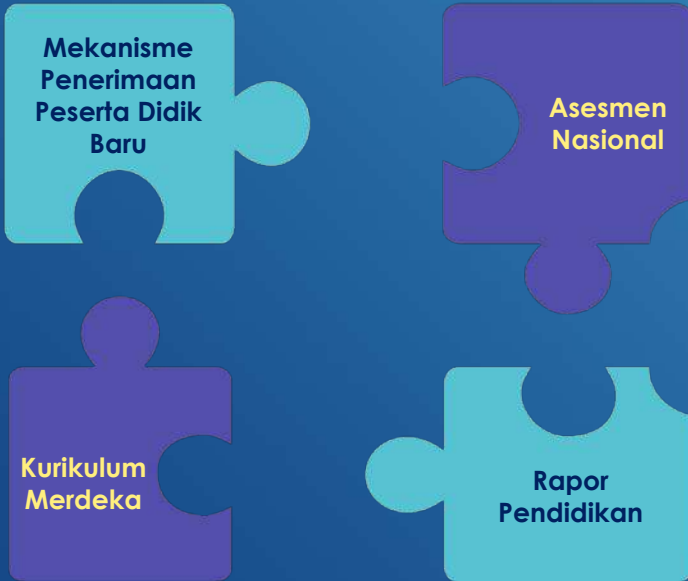 Mekanisme
Penerimaan
Peserta Didik
Baru
Asesmen
Nasional
Kurikulum
Merdeka
Rapor
Pendidikan